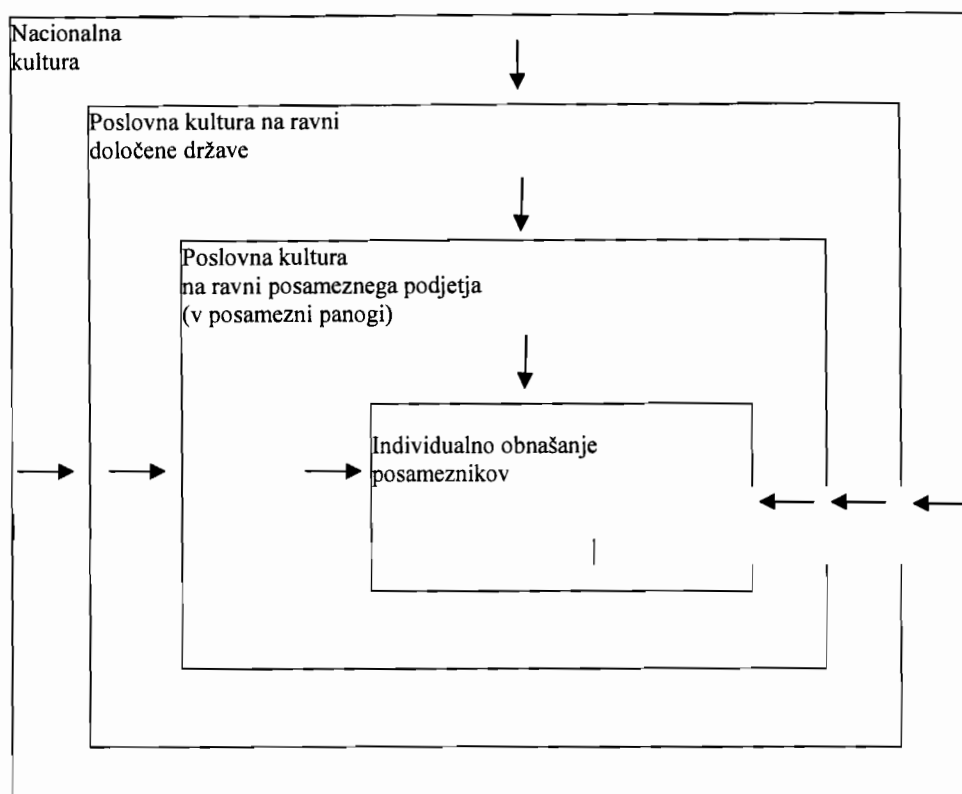 Nacionalna
kultura
Poslovna kultura na ravni
določene države
Poslovna kultura
na ravni posameznega podjetja
(v posamezni panogi)
Individualno obnašanje
posameznikov